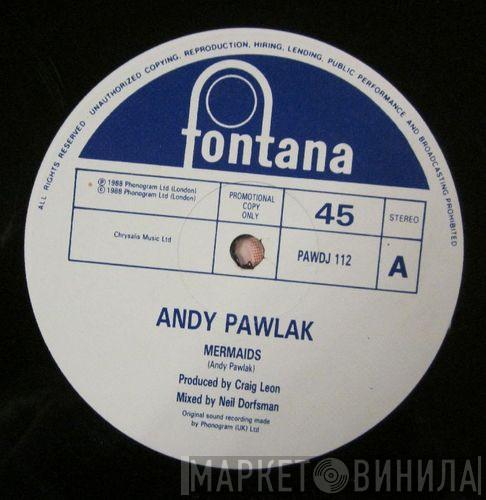 ALL RIGHTS RESERVED UNAUTHORIZED COPYING, REPRODUCTION, HIRING, LENDING, PUBLIC PERFORMANCE AND BROADCASTING PROHIBITED
fontana
Ⓟ 1988 Phonogram Ltd (London)
© 1988 Phonogram Ltd (London)
PROMOTIONAL
COPY
ONLY
45
STEREO
Chrysalis Music Ltd
PAWDJ 112
A
ANDY PAWLAK
MERMAIDS
(Andy Pawlak)
Produced by Craig Leon
Mixed by Neil Dorfsman
Original sound recording made
by Phonogram (UK) Ltd
МАРКЕТ ВИНИЛА